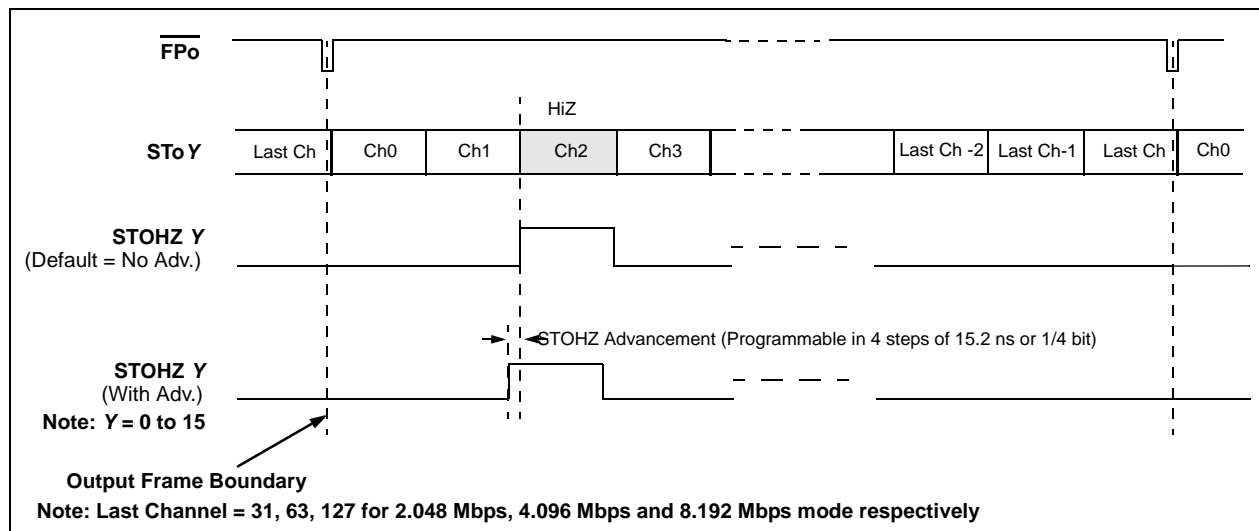 FPo
HiZ
STo Y Last Ch Ch0 Ch1 Ch2 Ch3 Last Ch -2 Last Ch-1 Last Ch Ch0
STOHZ Y
(Default = No Adv.)
STOHZ Advancement (Programmable in 4 steps of 15.2 ns or 1/4 bit)
STOHZ Y
(With Adv.)
Note: Y = 0 to 15
Output Frame Boundary
Note: Last Channel = 31, 63, 127 for 2.048 Mbps, 4.096 Mbps and 8.192 Mbps mode respectively